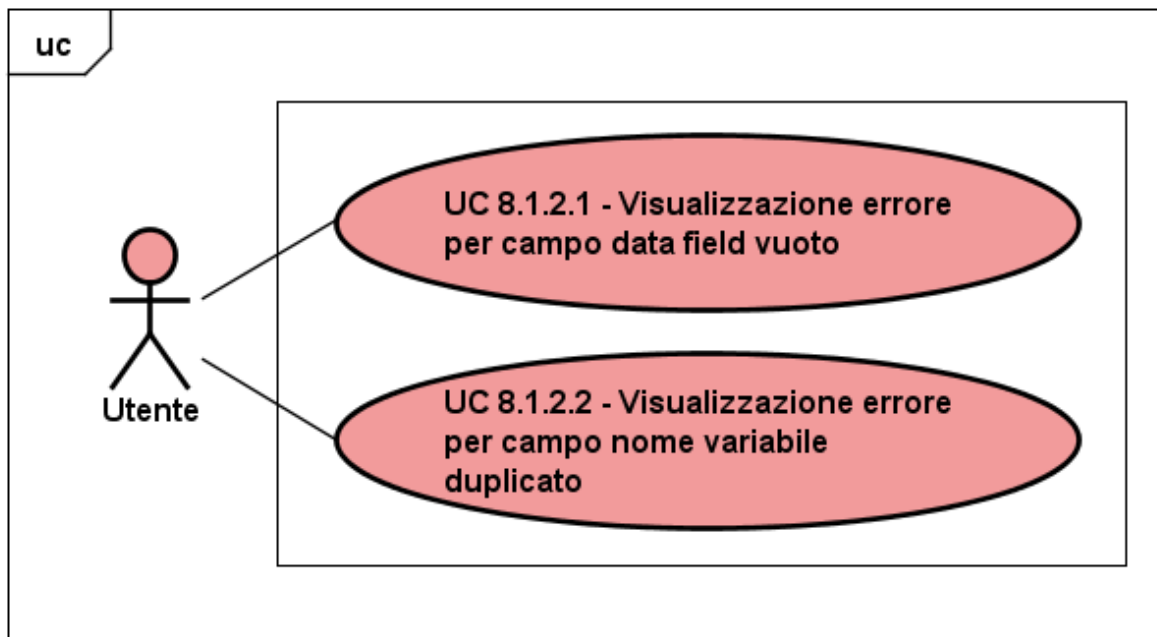 uc
UC 8.1.2.1 - Visualizzazione errore
per campo data field vuoto
UC 8.1.2.2 - Visualizzazione errore
per campo nome variabile
duplicato
Utente